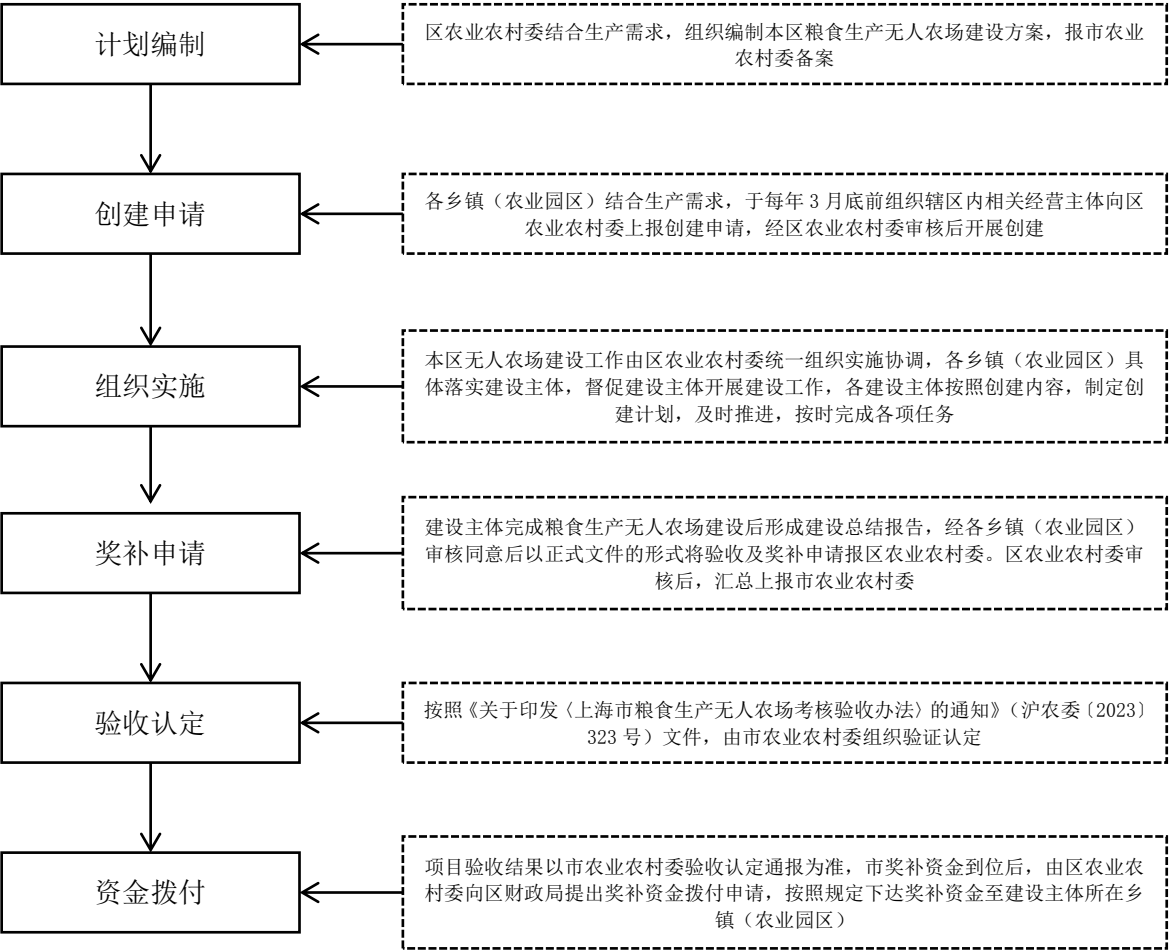 计划编制
区农业农村委结合生产需求，组织编制本区粮食生产无人农场建设方案，报市农业
农村委备案
创建申请
各乡镇（农业园区）结合生产需求，于每年 3 月底前组织辖区内相关经营主体向区
农业农村委上报创建申请，经区农业农村委审核后开展创建
组织实施
本区无人农场建设工作由区农业农村委统一组织实施协调，各乡镇（农业园区）具
体落实建设主体，督促建设主体开展建设工作，各建设主体按照创建内容，制定创
建计划，及时推进，按时完成各项任务
奖补申请
建设主体完成粮食生产无人农场建设后形成建设总结报告，经各乡镇（农业园区）
审核同意后以正式文件的形式将验收及奖补申请报区农业农村委。区农业农村委审
核后，汇总上报市农业农村委
验收认定
按照《关于印发〈上海市粮食生产无人农场考核验收办法〉的通知》（沪农委〔2023〕
323 号）文件，由市农业农村委组织验证认定
资金拨付
项目验收结果以市农业农村委验收认定通报为准，市奖补资金到位后，由区农业农
村委向区财政局提出奖补资金拨付申请，按照规定下达奖补资金至建设主体所在乡
镇（农业园区）